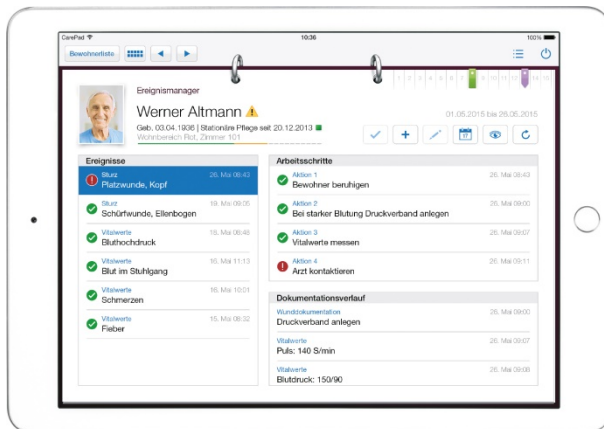 CarePad
10:36
100%
Bewohnerliste
Ereignismanager
Werner Altmann
01.05.2015 bis 28.05.2015
Geb. 03.04.1936 | Stationäre Pflege seit 20.12.2013
Wohnbereich Rot, Zimmer 101
17
Ereignisse
Sturz
26. Mai 08:43
Platzwunde, Kopf
Sturz
19. Mai 09:05
Schürfwunde, Ellenbogen
Vitalwerte
Bluthochdruck
Vitalwerte
16. Mai 11:13
Blut im Stuhlgang
Vitalwerte
16. Mai 10:01
Schmerzen
Vitalwerte
15. Mai 08:32
Fieber
Arbeitschritte
Aktion 1
26. Mai 08:43
Bewohner beruhigen
Aktion 2
26. Mai 09:00
Bei starker Blutung Druckverband anlegen
Aktion 3
26. Mai 09:07
Vitalwerte messen
Aktion 4
26. Mai 09:11
Arzt kontaktieren
Dokumentationsverlauf
Wunddokumentation
26. Mai 09:00
Druckverband anlegen
Vitalwerte
26. Mai 09:07
Puls: 140 S/min
Vitalwerte
26. Mai 09:08
Blutdruck: 150/90